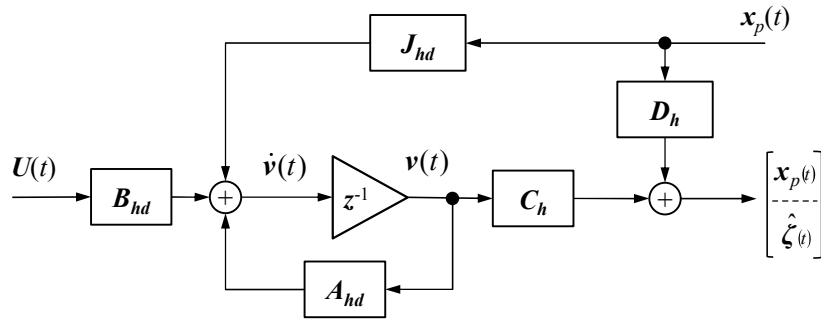 x_p(t)
J_hd
D_h
U(t)
B_hd
+
v̇(t)
z⁻¹
v(t)
C_h
+
x_p(t)
ζ̂(t)
A_hd